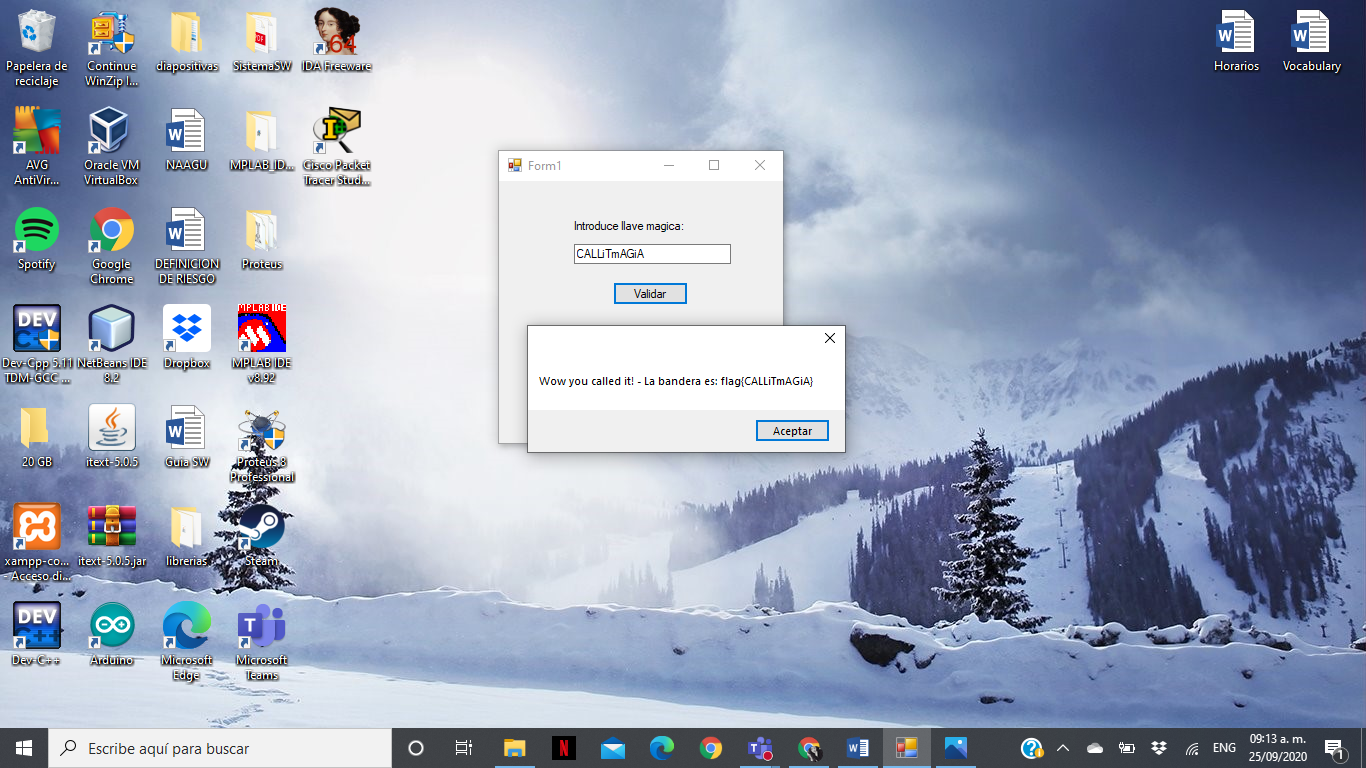 Papelera de
reciclaje
Continue
WinZip I...
diapositivas
SistemaSW
64
IDA Freeware
Horarios
Vocabulary
AVG
AntiVir...
Oracle VM
VirtualBox
NAAGU
MPLAB_ID...
Cisco Packet
Tracer Stud...
Form1
Introduce llave magica:
CALLiTmAGiA
Validar
Wow you called it! - La bandera es: flag{CALLiTmAGiA}
Aceptar
Spotify
Google
Chrome
DEFINICION
DE RIESGO
Proteus
DEV
Dev-Cpp 5.11
TDM-GCC ...
NetBeans IDE
8.2
Dropbox
MPLAB IDE
MPLAB IDE
v8.92
20 GB
itext-5.0.5
Guia SW
Proteus 8
Professional
xampp-co...
- Acceso di...
itext-5.0.5.jar
librerias
Steam
DEV
C++
Dev-C++
Arduino
Microsoft
Edge
Microsoft
Teams
Escribe aquí para buscar
ENG
09:13 a. m.
25/09/2020
1